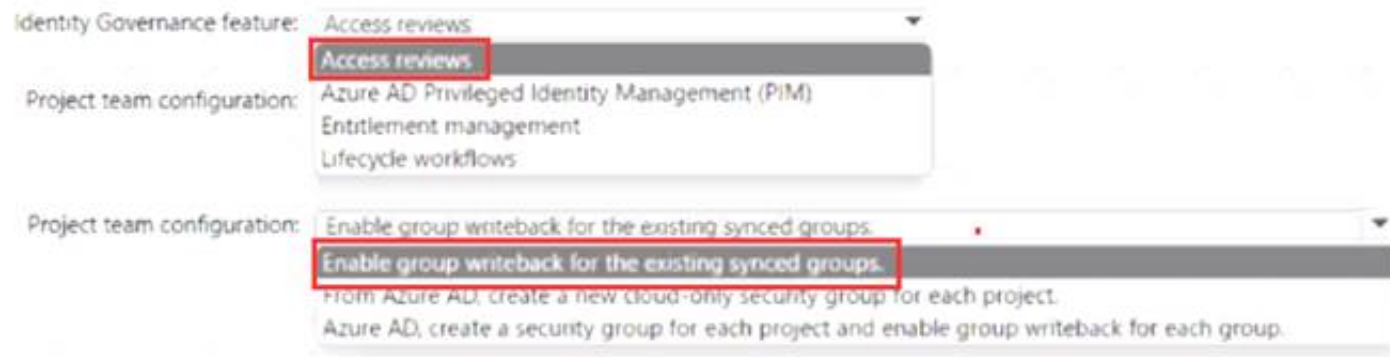 Identity Governance feature: Access reviews
Access reviews
Project team configuration: Azure AD Privileged Identity Management (PIM)
Entitlement management
Lifecycle workflows
Project team configuration: Enable group writeback for the existing synced groups.
Enable group writeback for the existing synced groups.
From Azure AD, create a new cloud-only security group for each project.
Azure AD, create a security group for each project and enable group writeback for each group.